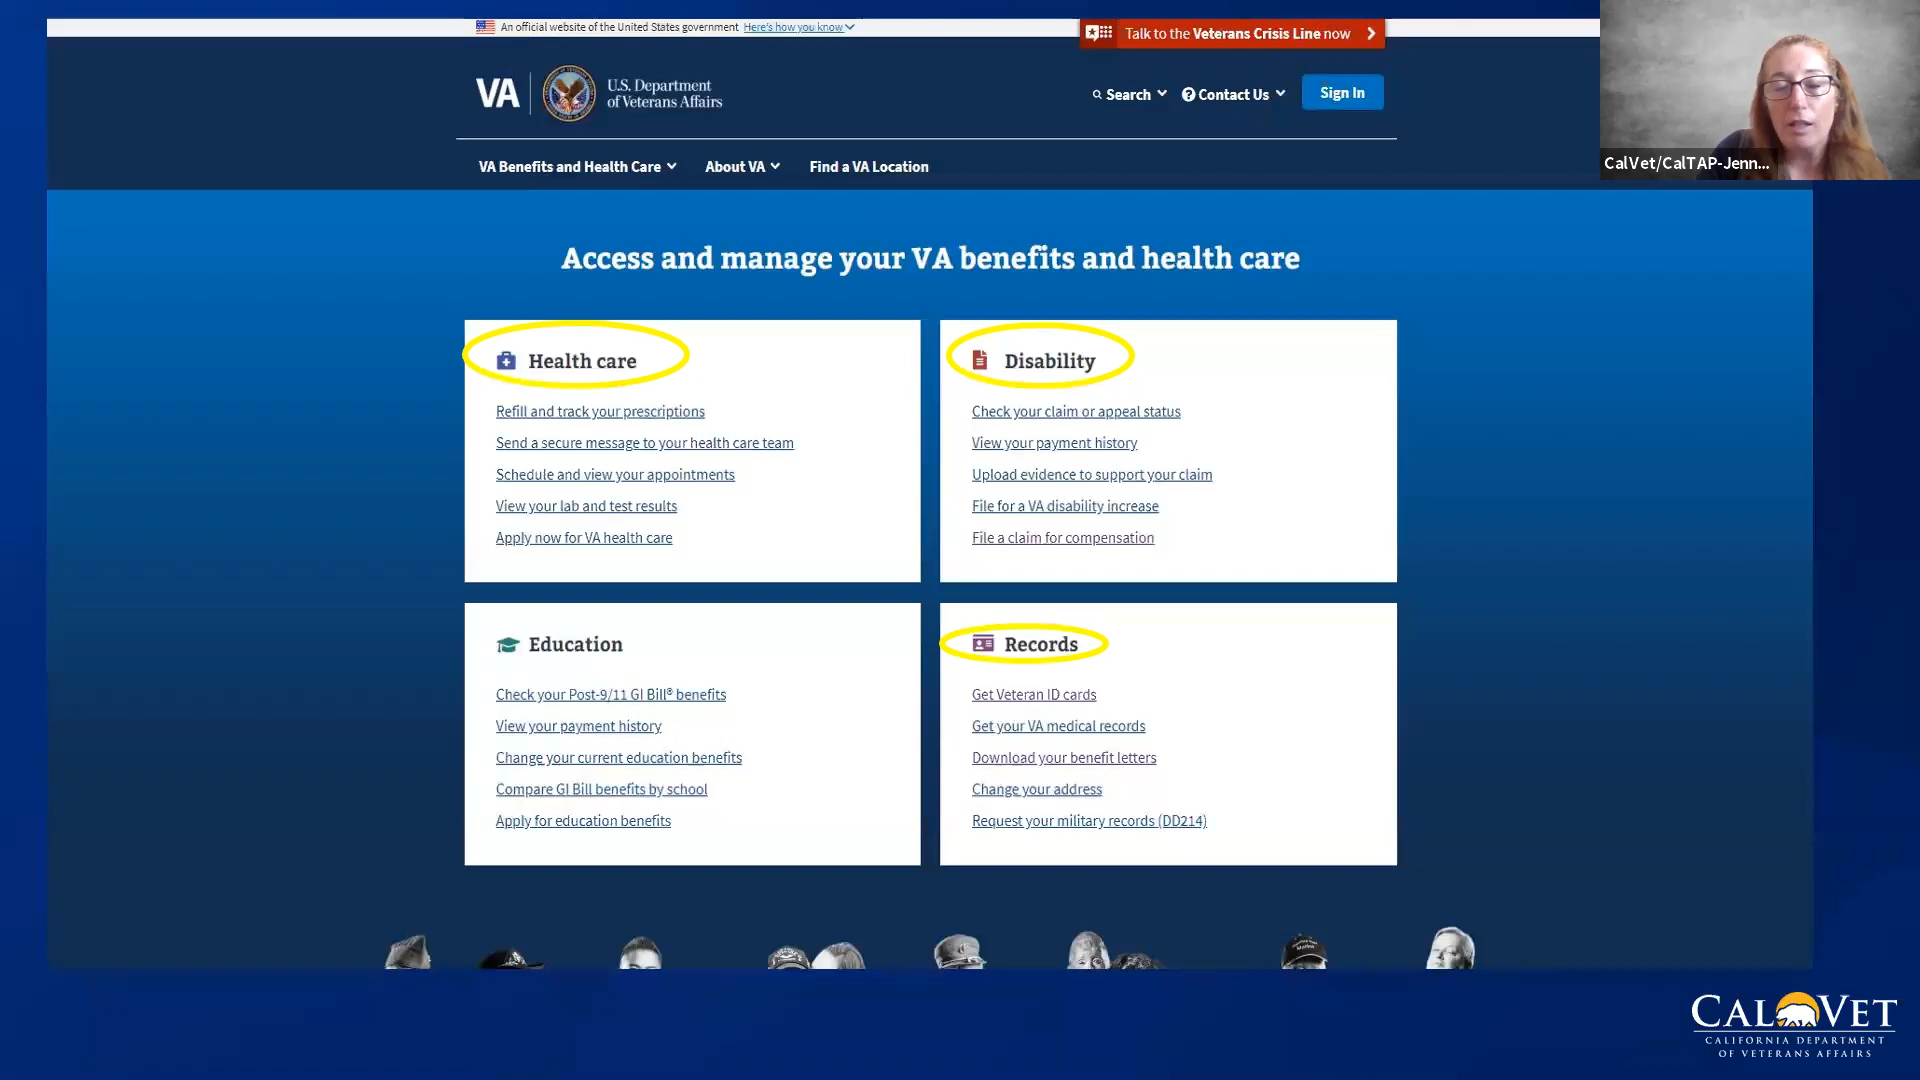 An official website of the United States government Here's how you know
Talk to the Veterans Crisis Line now
VA
U.S. Department
of Veterans Affairs
Search
Contact Us
Sign In
CalVet/CalTAP-Jenn...
VA Benefits and Health Care
About VA
Find a VA Location
Access and manage your VA benefits and health care
Health care
Refill and track your prescriptions
Send a secure message to your health care team
Schedule and view your appointments
View your lab and test results
Apply now for VA health care
Disability
Check your claim or appeal status
View your payment history
Upload evidence to support your claim
File for a VA disability increase
File a claim for compensation
Education
Check your Post-9/11 GI Bill® benefits
View your payment history
Change your current education benefits
Compare GI Bill benefits by school
Apply for education benefits
Records
Get Veteran ID cards
Get your VA medical records
Download your benefit letters
Change your address
Request your military records (DD214)
CALVET
CALIFORNIA DEPARTMENT
OF VETERANS AFFAIRS